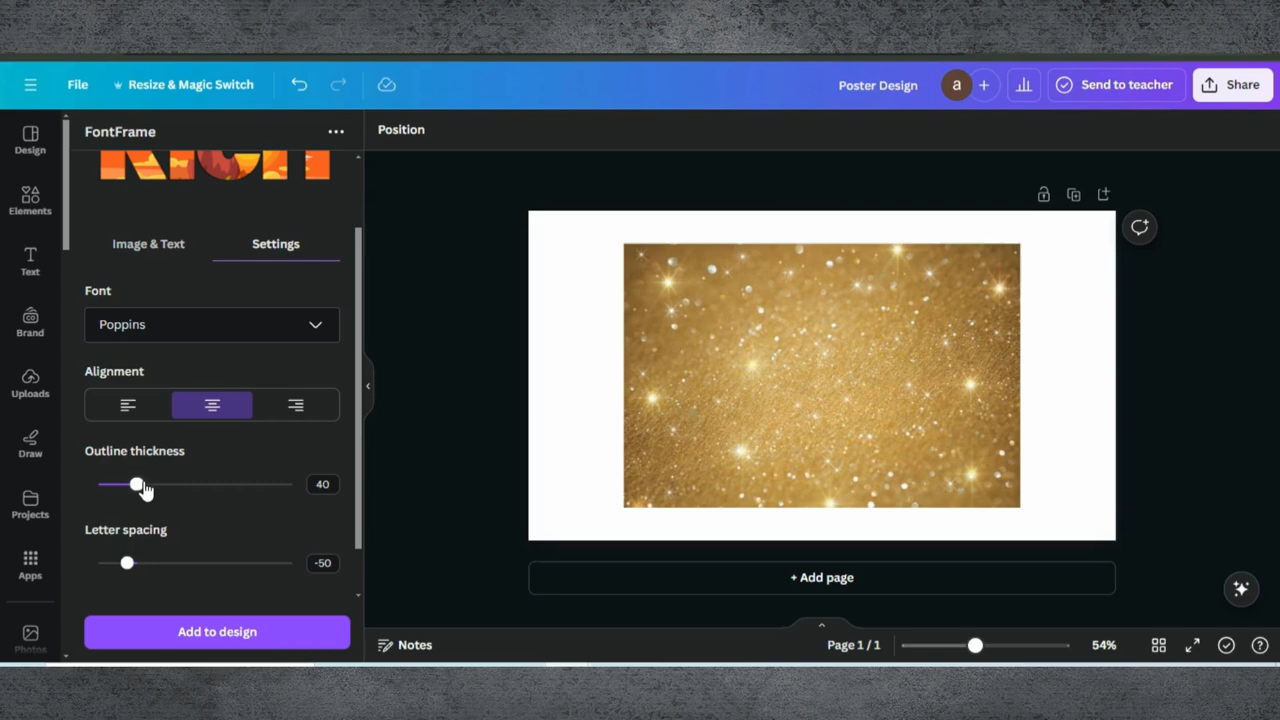 File
Resize & Magic Switch
Poster Design
a
+
Send to teacher
Share
Design
Elements
Text
Brand
Uploads
Draw
Projects
Apps
Photos
FontFrame
Image & Text
Settings
Font
Poppins
Alignment
Outline thickness
40
Letter spacing
-50
Add to design
Position
+ Add page
Notes
Page 1 / 1
54%